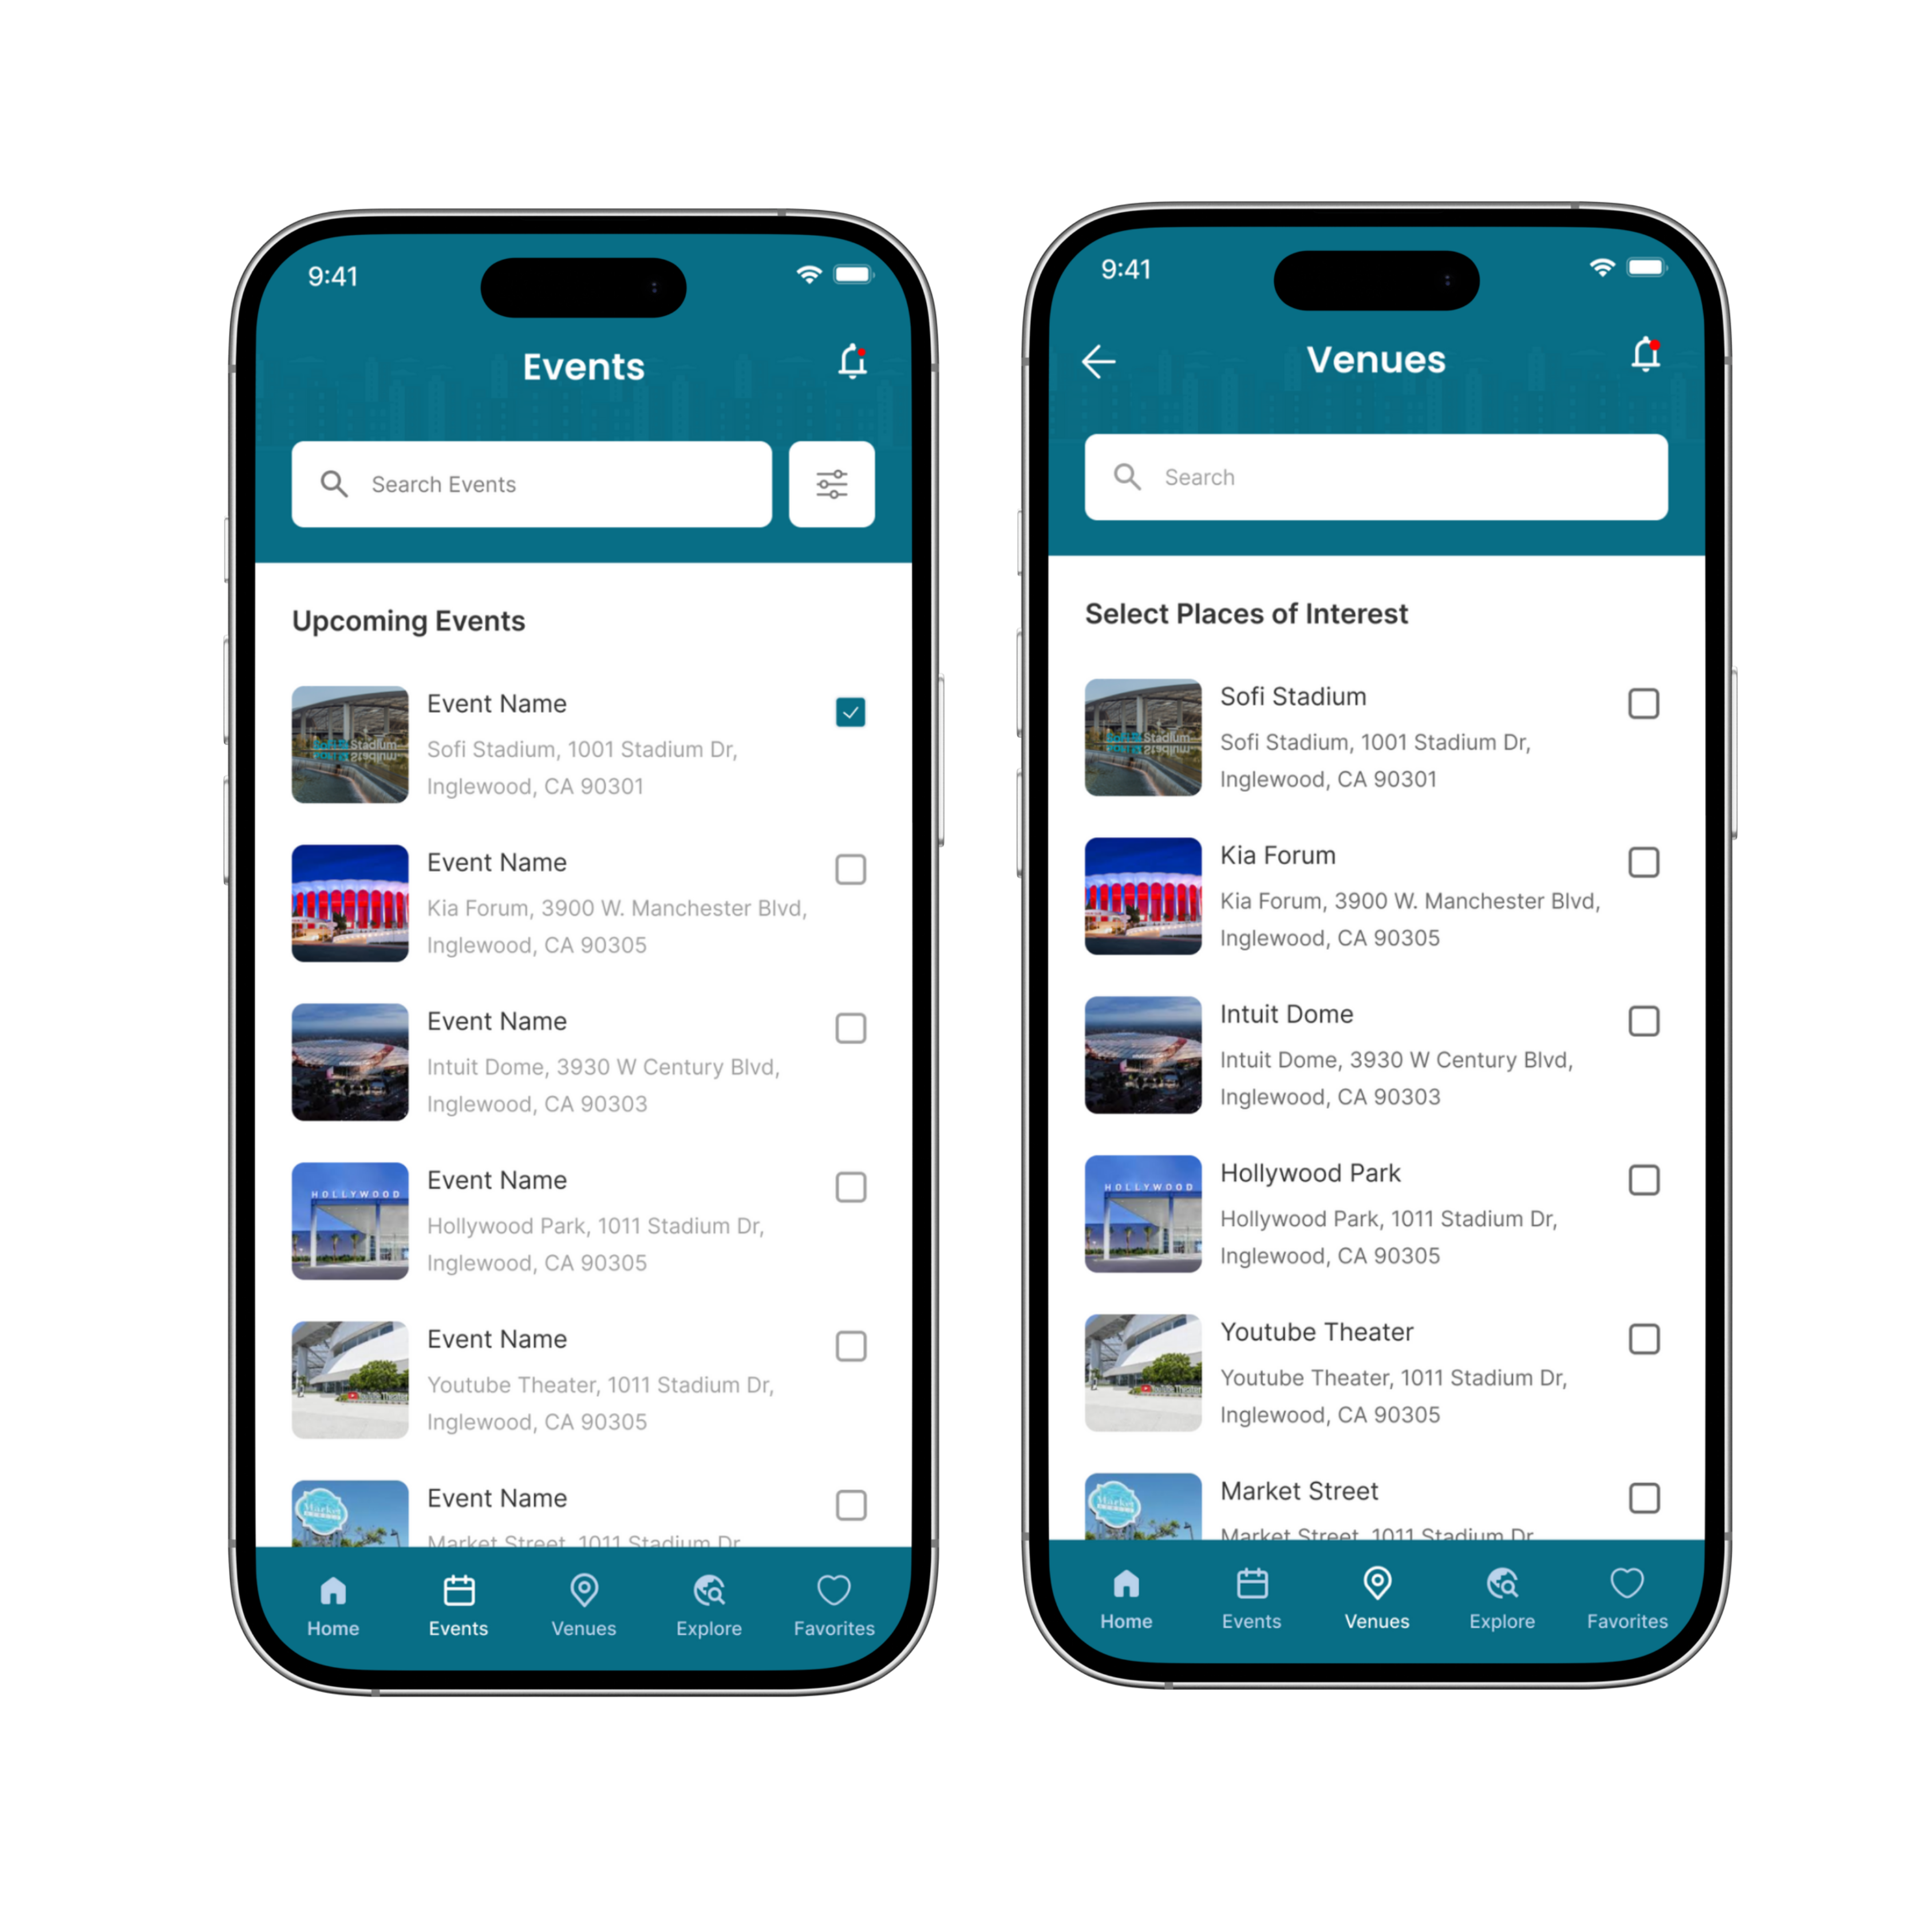 9:41
Events
Search Events
Upcoming Events
Event Name
Sofi Stadium, 1001 Stadium Dr,
Inglewood, CA 90301
Event Name
Kia Forum, 3900 W. Manchester Blvd,
Inglewood, CA 90305
Event Name
Intuit Dome, 3930 W Century Blvd,
Inglewood, CA 90303
HOLLYWOOD
Event Name
Hollywood Park, 1011 Stadium Dr,
Inglewood, CA 90305
Event Name
Youtube Theater, 1011 Stadium Dr,
Inglewood, CA 90305
Market
Event Name
Market Street, 1011 Stadium Dr
Home
Events
Venues
Explore
Favorites
9:41
Venues
Search
Select Places of Interest
SoFi Stadium
Sofi Stadium
Sofi Stadium, 1001 Stadium Dr,
Inglewood, CA 90301
Kia Forum
Kia Forum, 3900 W. Manchester Blvd,
Inglewood, CA 90305
Intuit Dome
Intuit Dome, 3930 W Century Blvd,
Inglewood, CA 90303
HOLLYWOOD
Hollywood Park
Hollywood Park, 1011 Stadium Dr,
Inglewood, CA 90305
Youtube Theater
Youtube Theater, 1011 Stadium Dr,
Inglewood, CA 90305
Market
Market Street
Market Street, 1011 Stadium Dr
Home
Events
Venues
Explore
Favorites